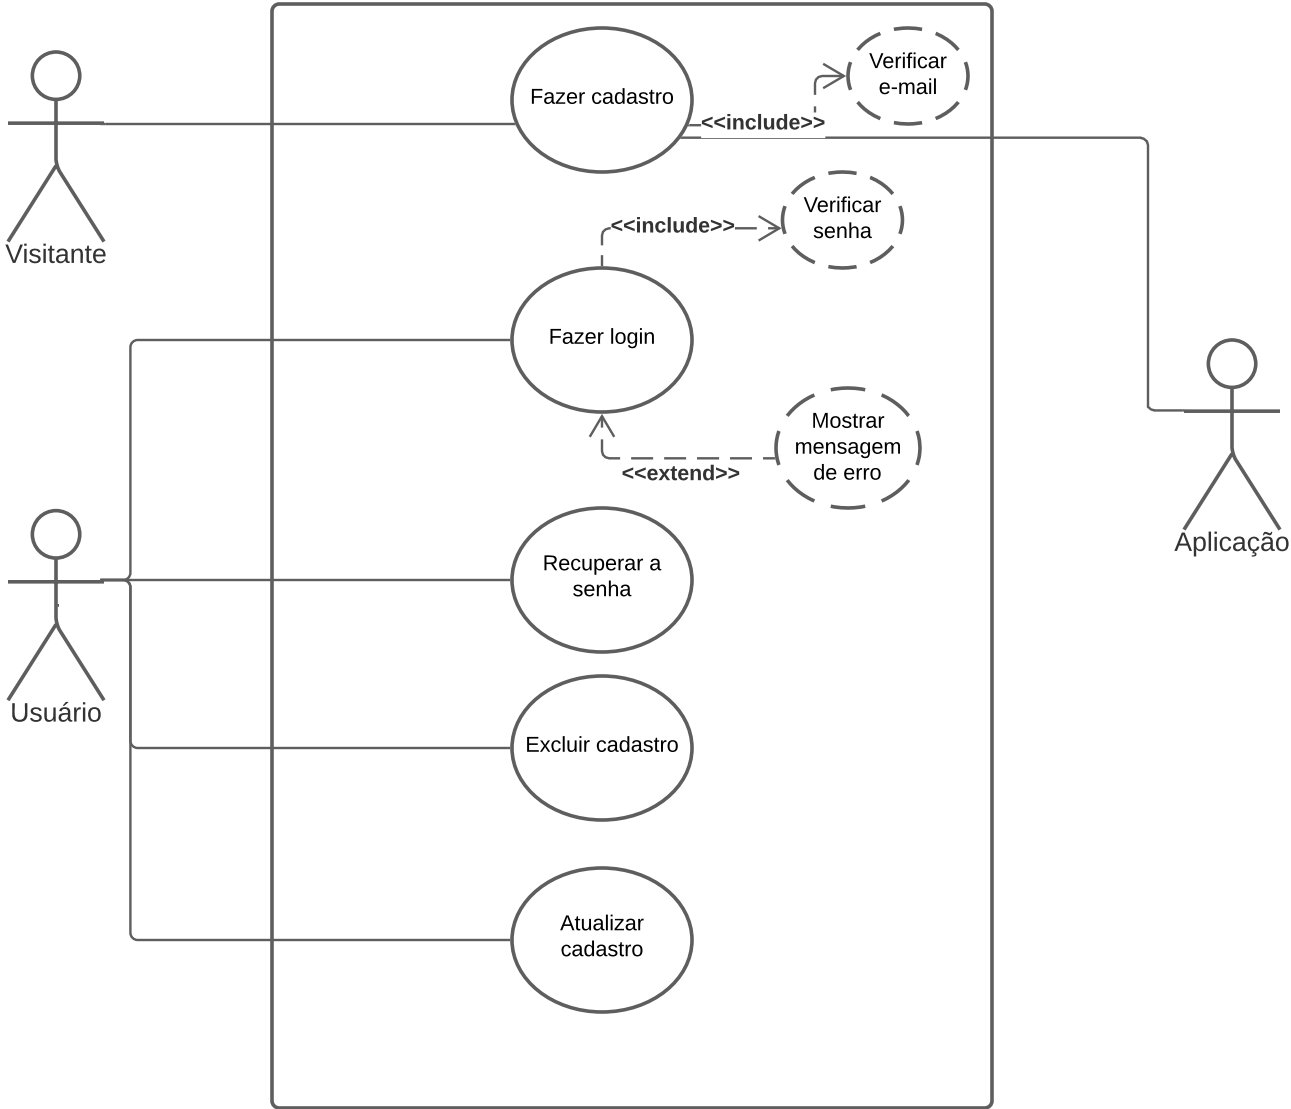 Fazer cadastro
Verificar
e-mail
<<include>>
Visitante
Verificar
senha
<<include>>
Fazer login
Mostrar
mensagem
de erro
<<extend>>
Aplicação
Recuperar a
senha
Usuário
Excluir cadastro
Atualizar
cadastro